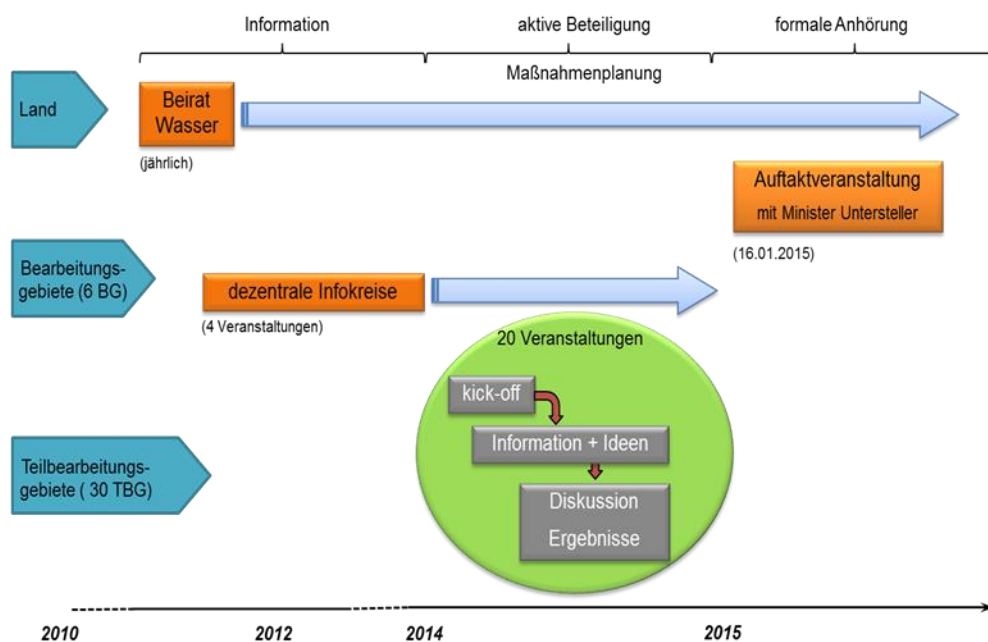 Information
aktive Beteiligung
formale Anhörung
Maßnahmenplanung
Land
Beirat
Wasser
(jährlich)
Auftaktveranstaltung
mit Minister Untersteller
(16.01.2015)
Bearbeitungs-
gebiete (6 BG)
dezentrale Infokreise
(4 Veranstaltungen)
20 Veranstaltungen
kick-off
Information + Ideen
Diskussion
Ergebnisse
Teilbearbeitungs-
gebiete ( 30 TBG)
2010
2012
2014
2015